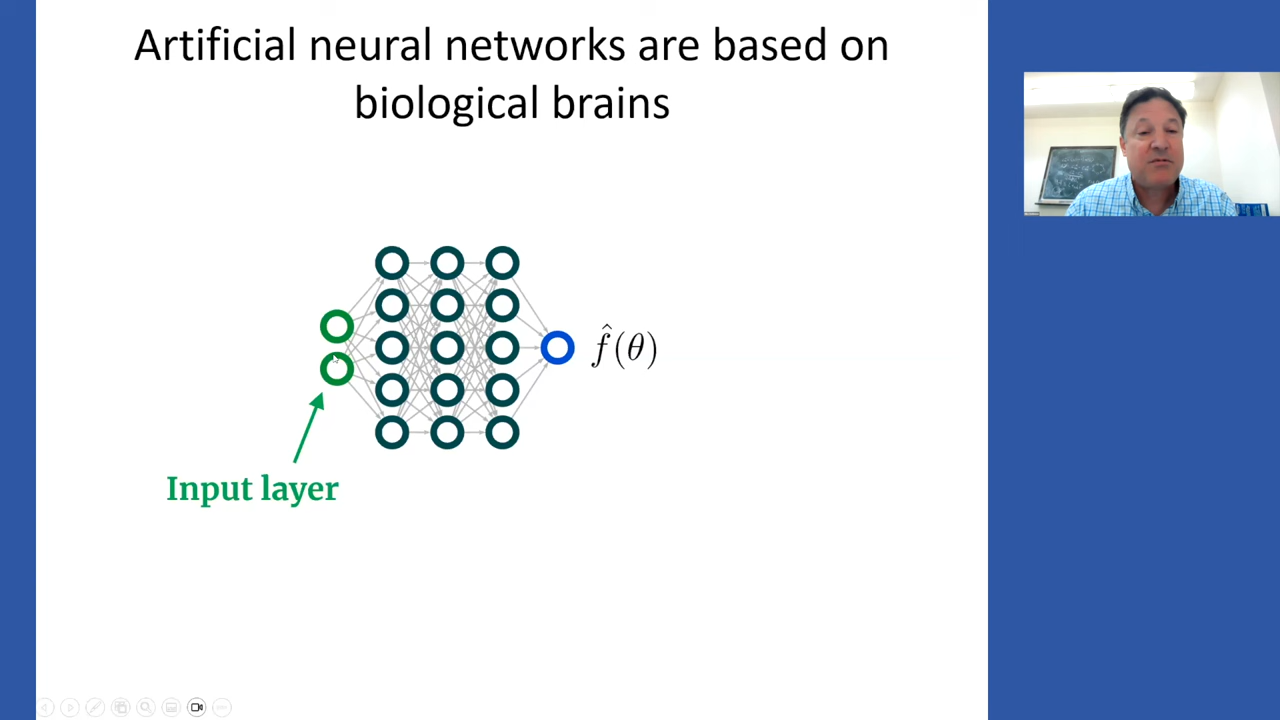 Artificial neural networks are based on
biological brains
f̂(θ)
Input layer